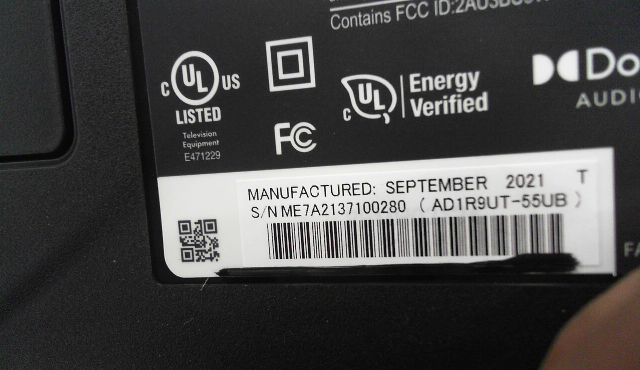 Contains FCC ID:
C UL US
LISTED
Television
Equipment
E471229
FC
C UL Energy
Verified
AUDIO
MANUFACTURED: SEPTEMBER 2021 T
S/N ME7A2137100280 ( AD1R9UT-55UB )